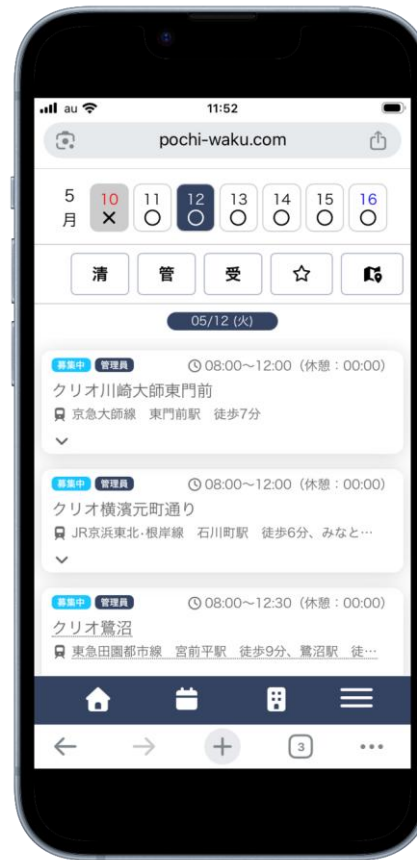 au 11:52
pochi-waku.com
5月 10 11 12 13 14 15 16
× ○ ○ ○ ○ ○ ○
清 管 受 ☆
05/12 (火)
募集中 管理員 08:00~12:00 (休憩:00:00)
クリオ川崎大師東門前
京急大師線 東門前駅 徒歩7分
募集中 管理員 08:00~12:00 (休憩:00:00)
クリオ横濱元町通り
JR京浜東北・根岸線 石川町駅 徒歩6分、みなと…
募集中 管理員 08:00~12:30 (休憩:00:00)
クリオ鷺沼
東急田園都市線 宮前平駅 徒歩9分、鷺沼駅 徒…
3